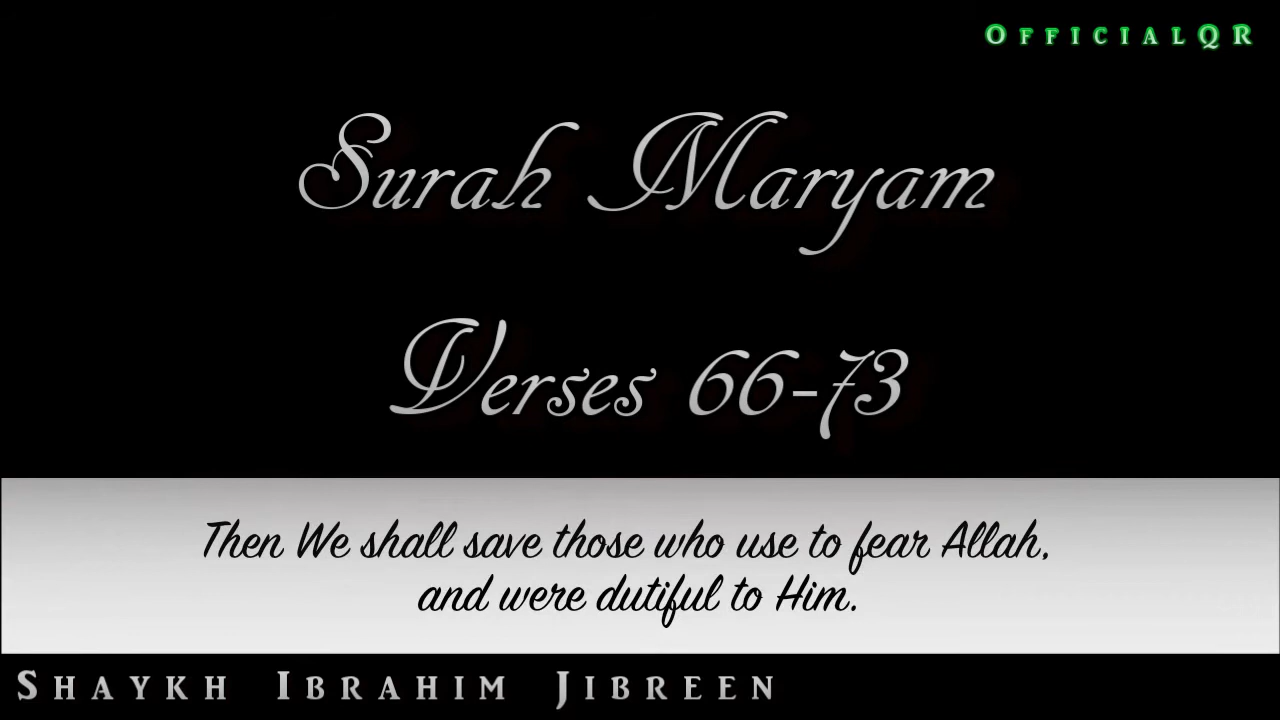 OfficialQR
Surah Maryam
Verses 66-73
Then We shall save those who use to fear Allah,
and were dutiful to Him.
Shaykh Ibrahim Jibreen